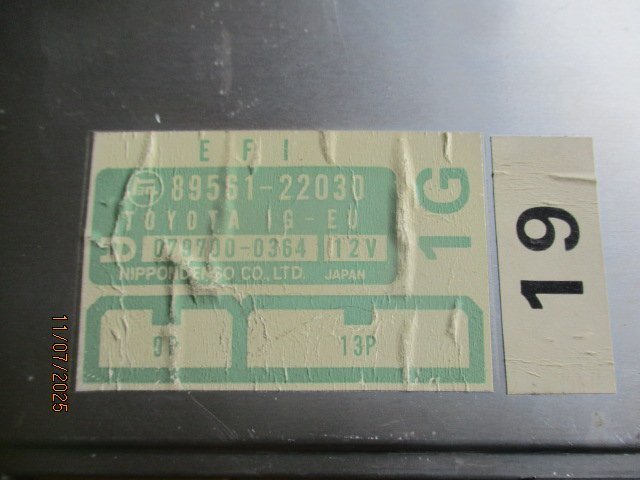 EFI
89561-22030
TOYOTA 1G-EU
D 079700-0364 12V
NIPPONDENSO CO., LTD. JAPAN
1G
9P 13P
19
11/07/2025